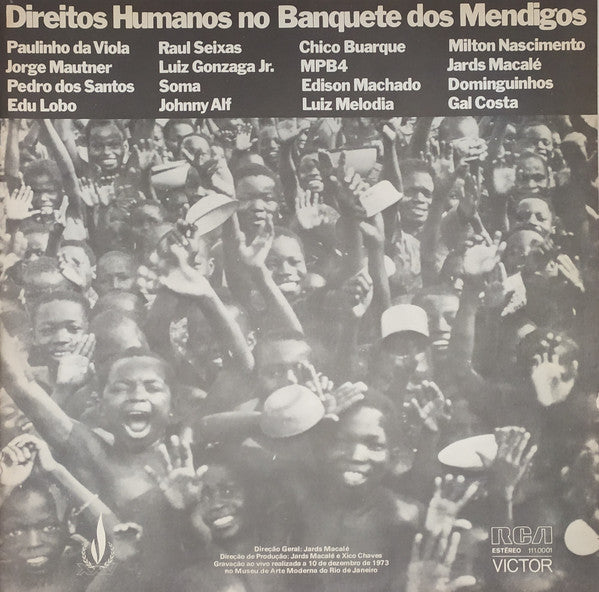 Direitos Humanos no Banquete dos Mendigos
Paulinho da Viola Raul Seixas Chico Buarque Milton Nascimento
Jorge Mautner Luiz Gonzaga Jr. MPB4 Jards Macalé
Pedro dos Santos Soma Edison Machado Dominguinhos
Edu Lobo Johnny Alf Luiz Melodia Gal Costa
Direção Geral: Jards Macalé
Direção de Produção: Jards Macalé e Xico Chaves
Gravação ao vivo realizada a 10 de dezembro de 1973
no Museu de Arte Moderna do Rio de Janeiro
RCA
ESTÉREO 111.0001
VICTOR